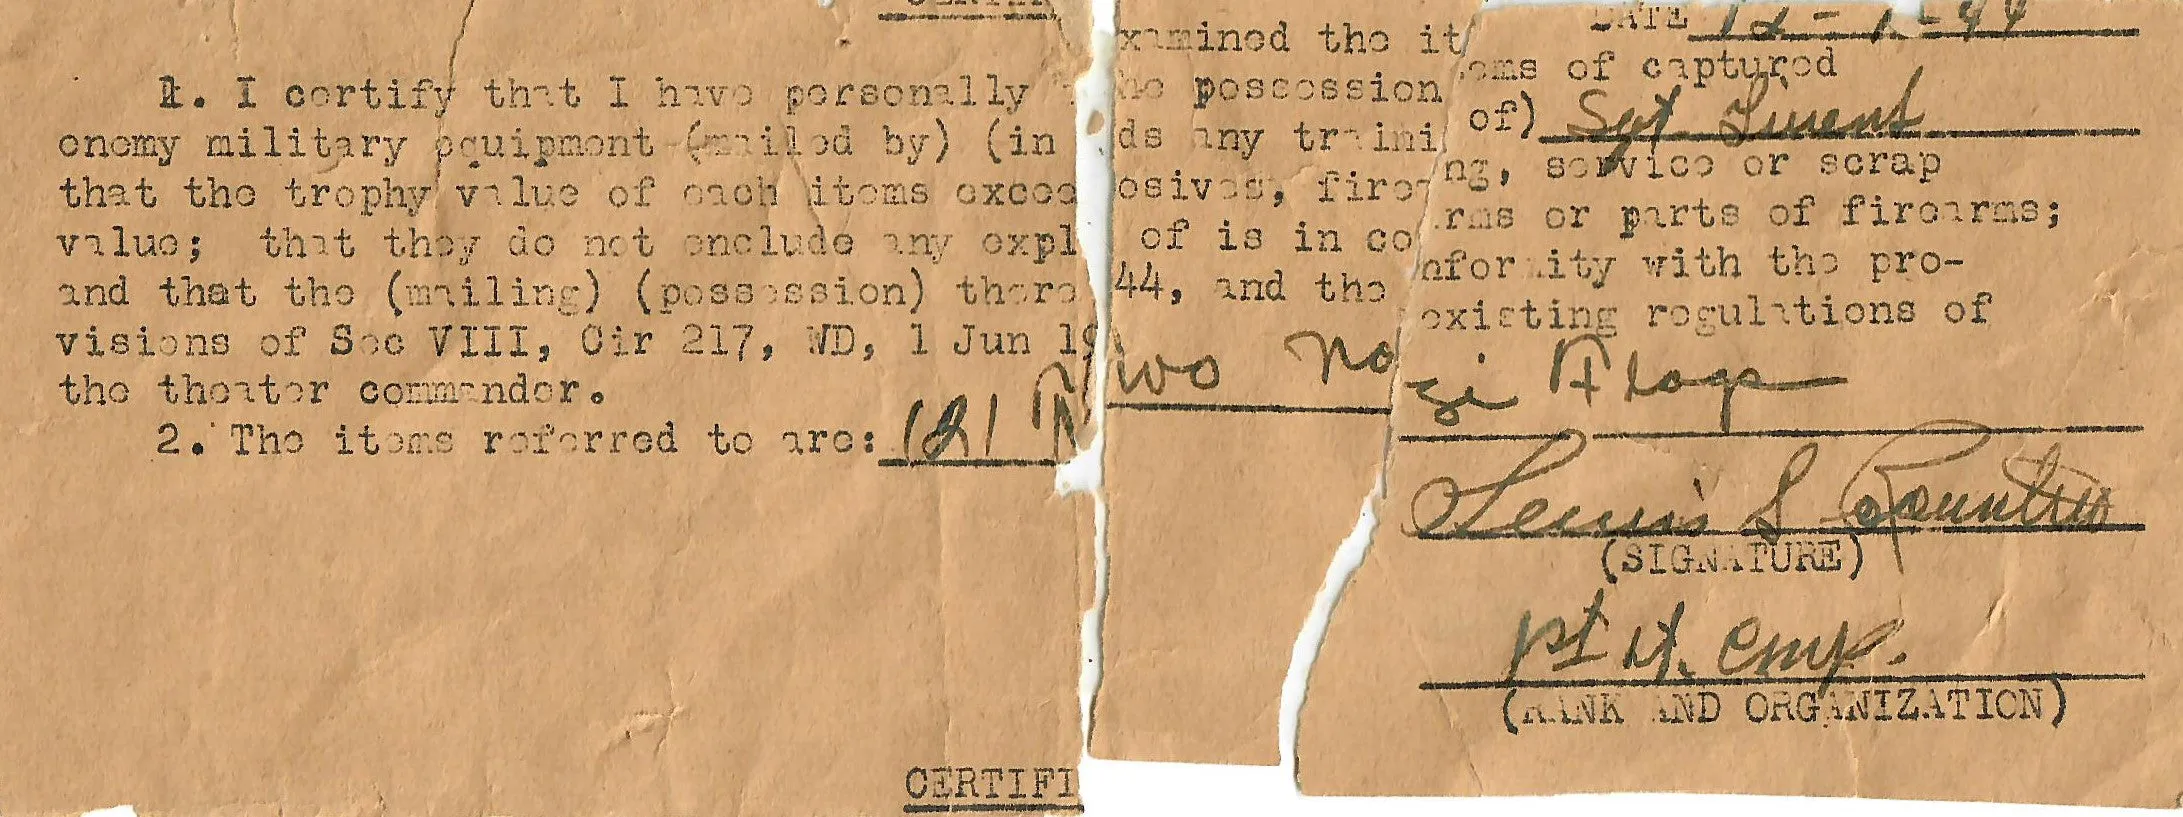 DATE 12-1-44
1. I certify that I have personally examined the items of captured
enemy military equipment (mailed by) (in the possession of) Sgt.
that the trophy value of each items exceeds any training, service or scrap
value; that they do not enclude any explosives, firearms or parts of firearms;
and that the (mailing) (possession) thereof is in conformity with the pro-
visions of Sec VIII, Cir 217, WD, 1 Jun 1944, and the existing regulations of
the theater commander.
2. The items referred to are: (2) Two Nazi Flags
Lewis S Rountree
(SIGNATURE)
1st Lt. CMP.
(RANK AND ORGANIZATION)
CERTIFI